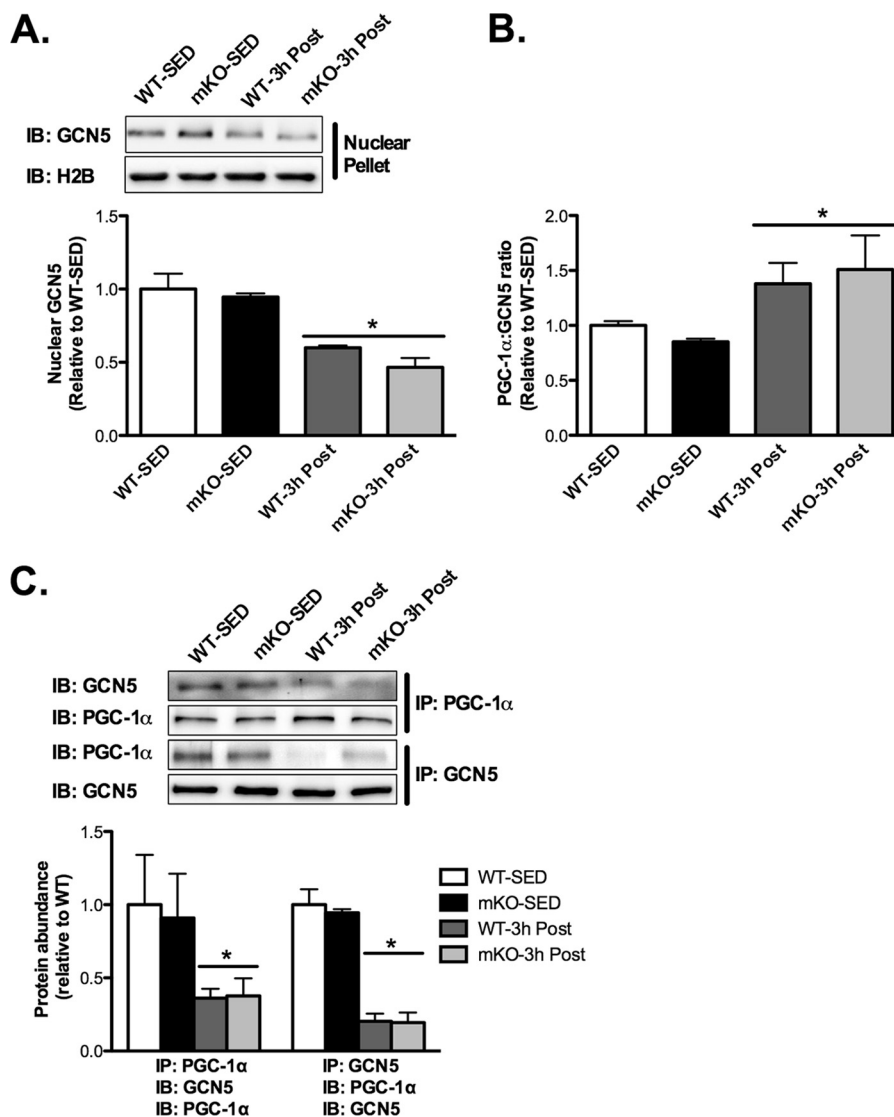 A.
WT-SED
mKO-SED
WT-3h Post
mKO-3h Post
IB: GCN5
IB: H2B
Nuclear
Pellet
Nuclear GCN5
(Relative to WT-SED)
1.5
1.0
0.5
0.0
*
WT-SED
mKO-SED
WT-3h Post
mKO-3h Post
B.
PGC-1α:GCN5 ratio
(Relative to WT-SED)
2.0
1.5
1.0
0.5
0.0
*
WT-SED
mKO-SED
WT-3h Post
mKO-3h Post
C.
WT-SED
mKO-SED
WT-3h Post
mKO-3h Post
IB: GCN5
IB: PGC-1α
IP: PGC-1α
IB: PGC-1α
IB: GCN5
IP: GCN5
Protein abundance
(relative to WT)
1.5
1.0
0.5
0.0
*
*
WT-SED
mKO-SED
WT-3h Post
mKO-3h Post
IP: PGC-1α
IB: GCN5
IB: PGC-1α
IP: GCN5
IB: PGC-1α
IB: GCN5